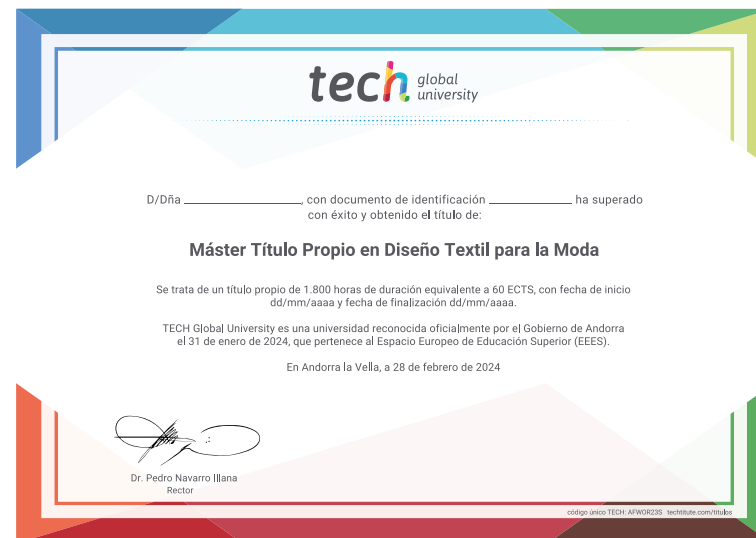 tech global university
D/Dña ____________________, con documento de identificación ______________ ha superado
con éxito y obtenido el título de:
Máster Título Propio en Diseño Textil para la Moda
Se trata de un título propio de 1.800 horas de duración equivalente a 60 ECTS, con fecha de inicio
dd/mm/aaaa y fecha de finalización dd/mm/aaaa.
TECH Global University es una universidad reconocida oficialmente por el Gobierno de Andorra
el 31 de enero de 2024, que pertenece al Espacio Europeo de Educación Superior (EEES).
En Andorra la Vella, a 28 de febrero de 2024
Dr. Pedro Navarro Illana
Rector
código único TECH: AFWOR23S techtitute.com/titulos